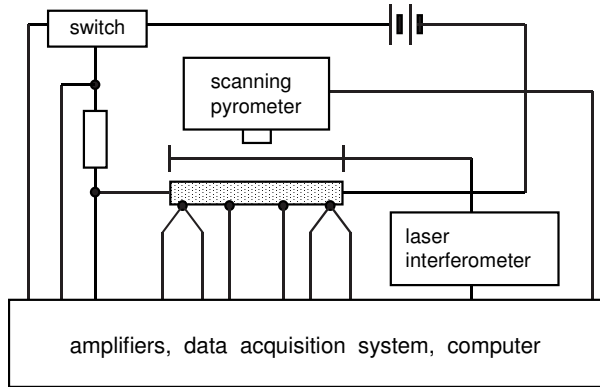 switch
scanning
pyrometer
laser
interferometer
amplifiers, data acquisition system, computer